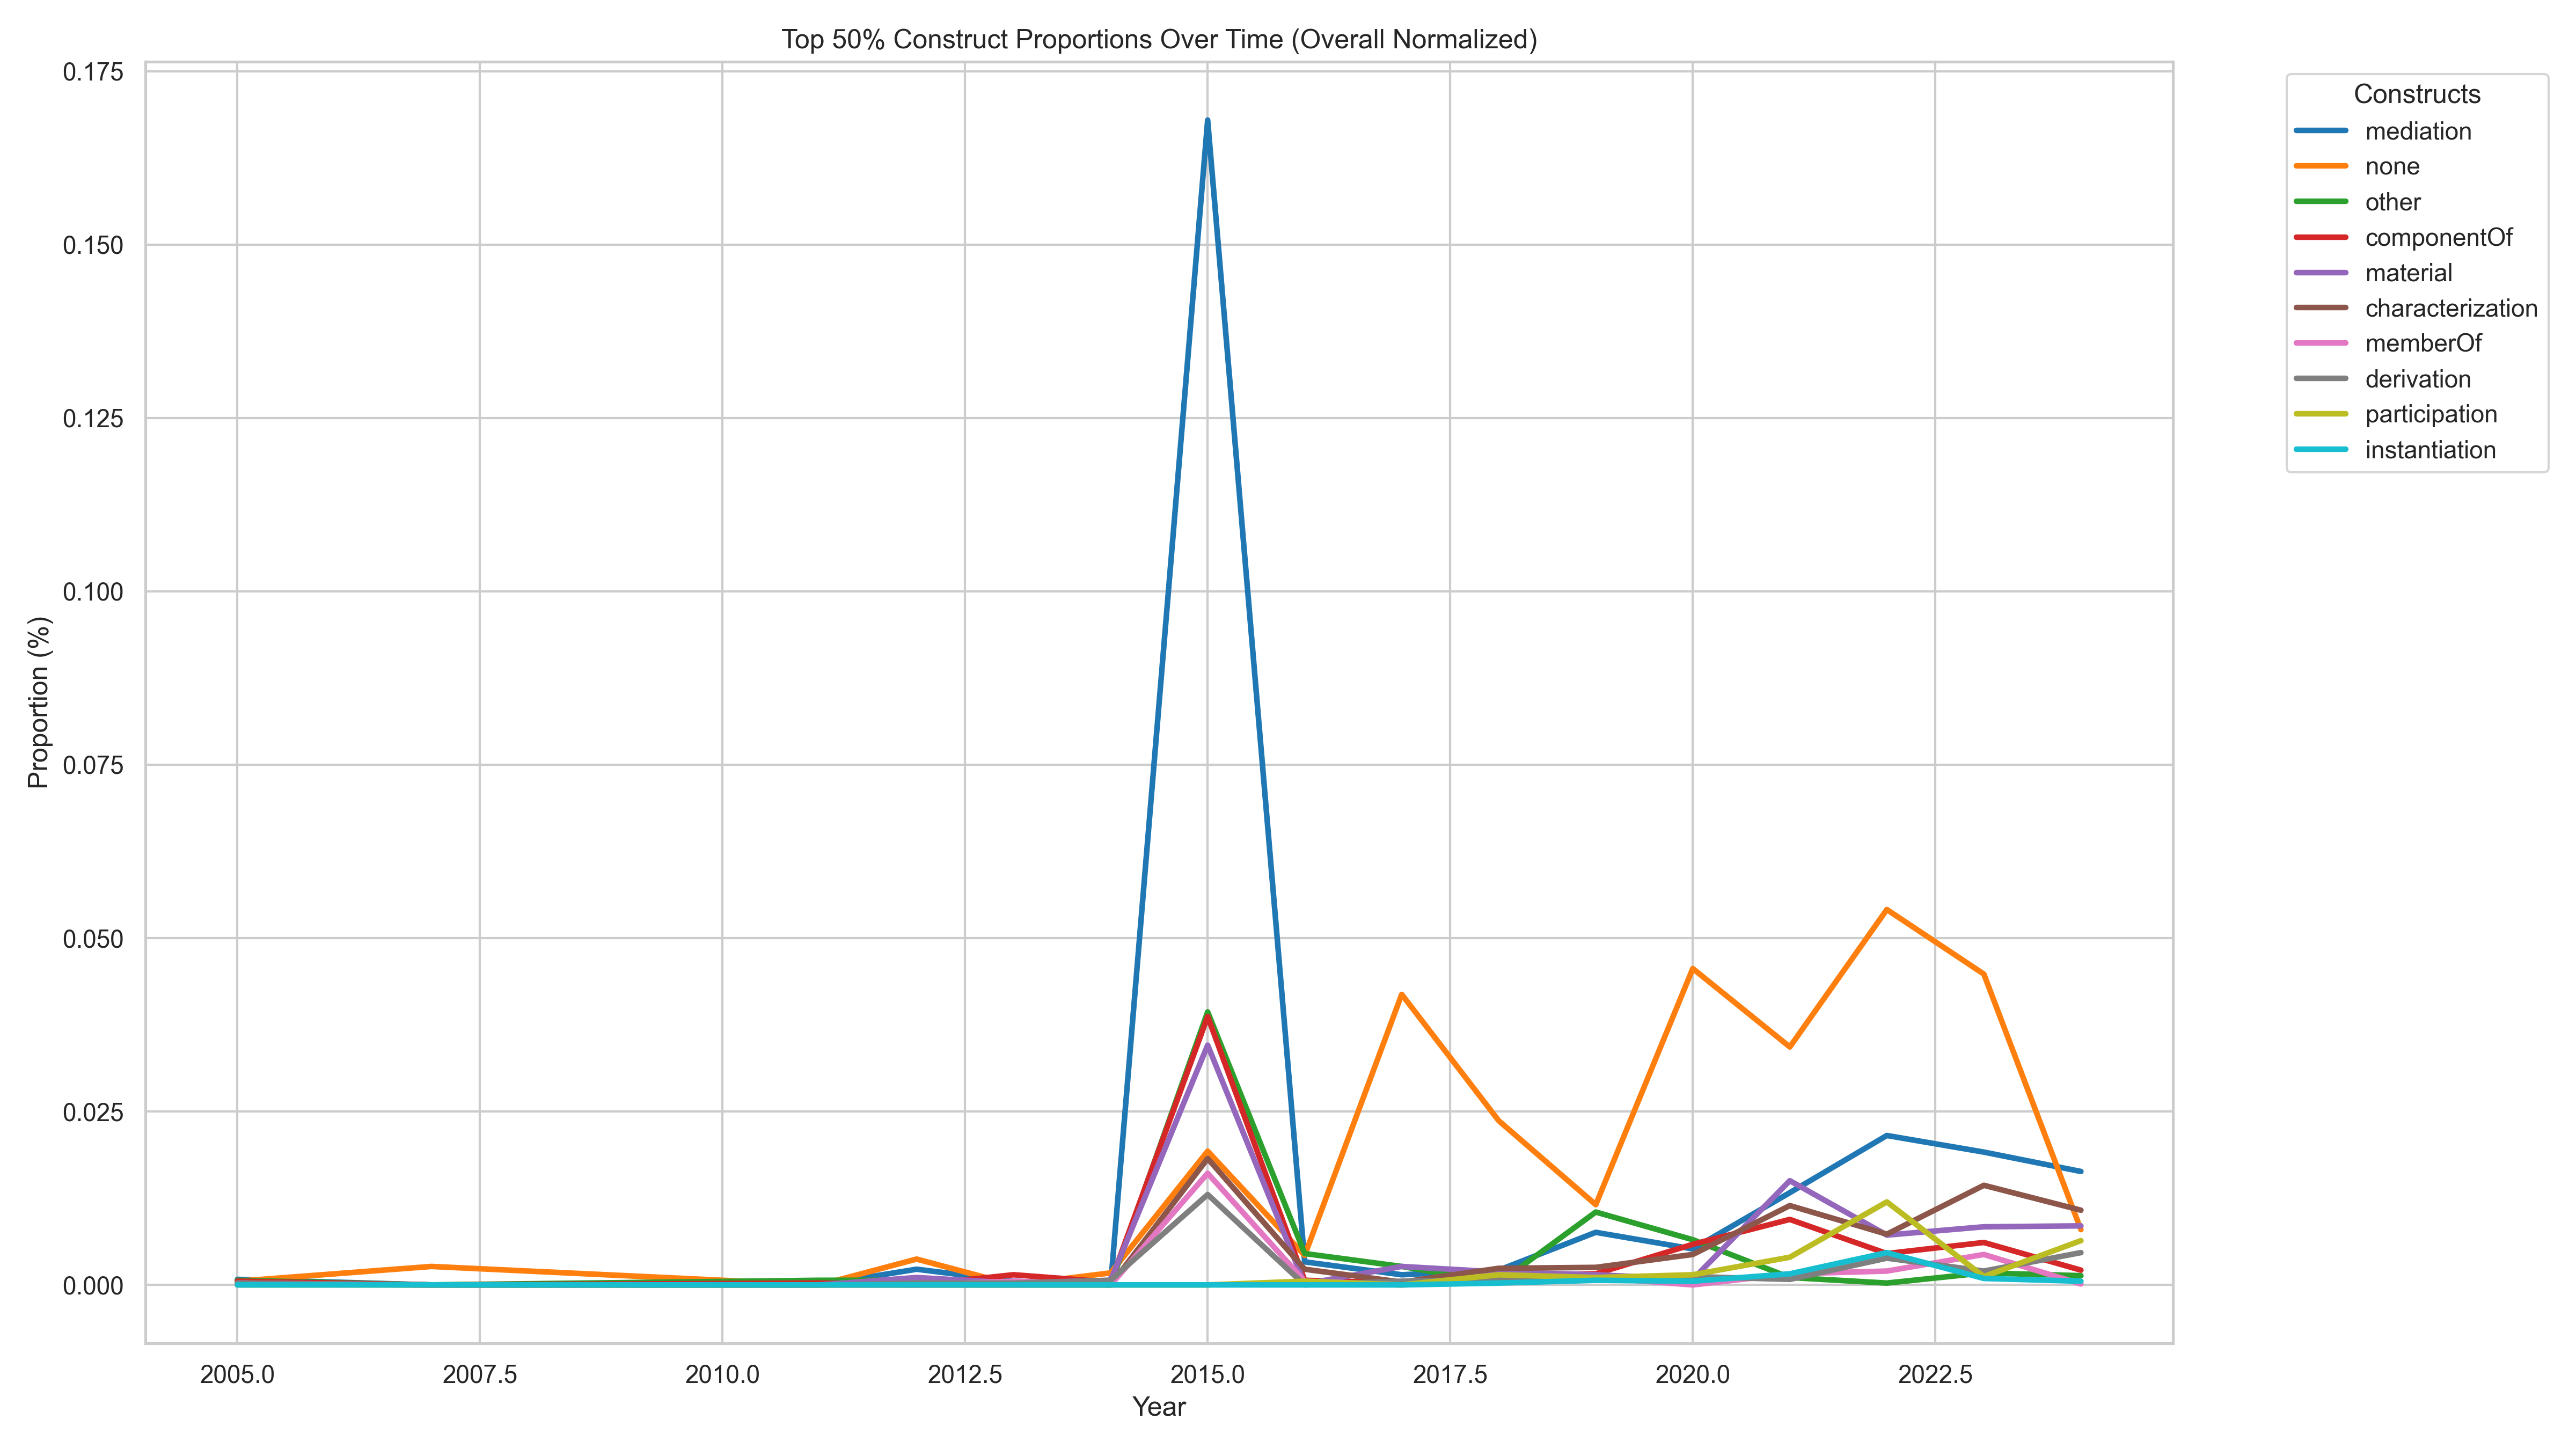 Top 50% Construct Proportions Over Time (Overall Normalized)
Proportion (%)
0.175
0.150
0.125
0.100
0.075
0.050
0.025
0.000
2005.0
2007.5
2010.0
2012.5
2015.0
2017.5
2020.0
2022.5
Year
Constructs
mediation
none
other
componentOf
material
characterization
memberOf
derivation
participation
instantiation